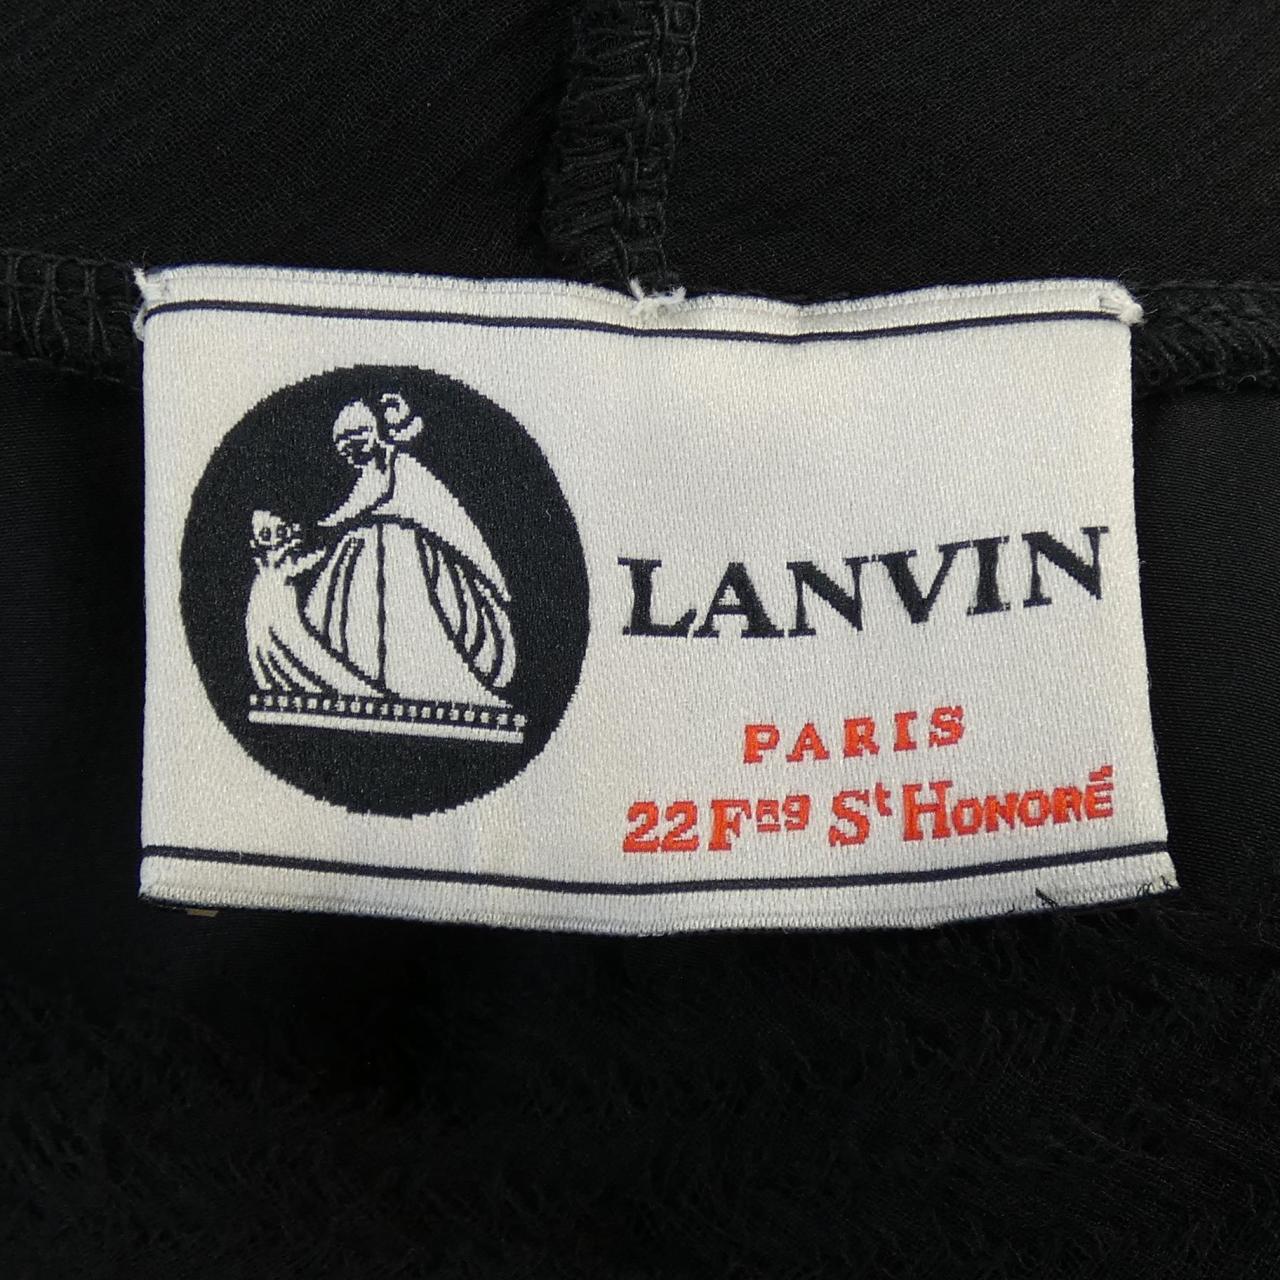 LANVIN
PARIS
22 Fbg St HONORÉ